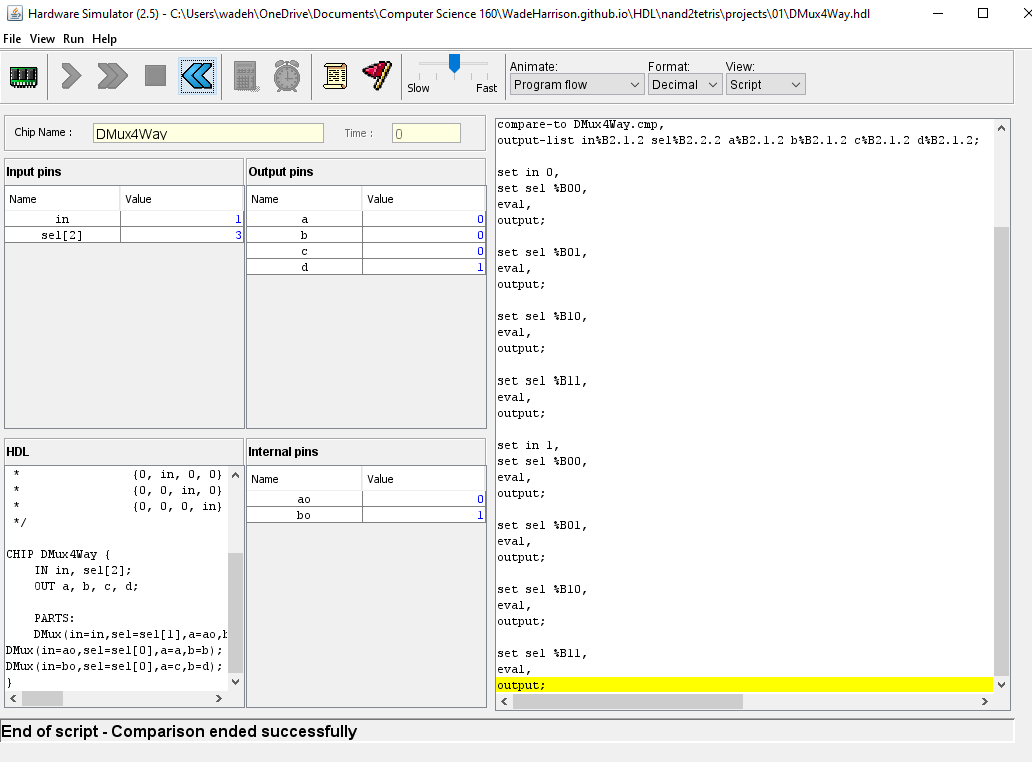 Hardware Simulator (2.5) - C:\Users\wadeh\OneDrive\Documents\Computer Science 160\WadeHarrison.github.io\HDL\nand2tetris\projects\01\DMux4Way.hdl
File View Run Help
Slow Fast
Animate: Format: View:
Program flow Decimal Script
Chip Name : DMux4Way Time : 0
Input pins
Name Value
in 1
sel[2] 3
Output pins
Name Value
a 0
b 0
c 0
d 1
HDL
* {0, in, 0, 0}
* {0, 0, in, 0}
* {0, 0, 0, in}
*/
CHIP DMux4Way {
IN in, sel[2];
OUT a, b, c, d;
PARTS:
DMux(in=in,sel=sel[1],a=ao,b
DMux(in=ao,sel=sel[0],a=a,b=b);
DMux(in=bo,sel=sel[0],a=c,b=d);
}
Internal pins
Name Value
ao 0
bo 1
compare-to DMux4Way.cmp,
output-list in%B2.1.2 sel%B2.2.2 a%B2.1.2 b%B2.1.2 c%B2.1.2 d%B2.1.2;
set in 0,
set sel %B00,
eval,
output;
set sel %B01,
eval,
output;
set sel %B10,
eval,
output;
set sel %B11,
eval,
output;
set in 1,
set sel %B00,
eval,
output;
set sel %B01,
eval,
output;
set sel %B10,
eval,
output;
set sel %B11,
eval,
output;
End of script - Comparison ended successfully